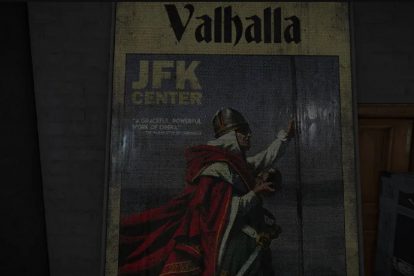 Valhalla
JFK
CENTER
"A GRACEFUL, POWERFUL
WORK OF OPERA."